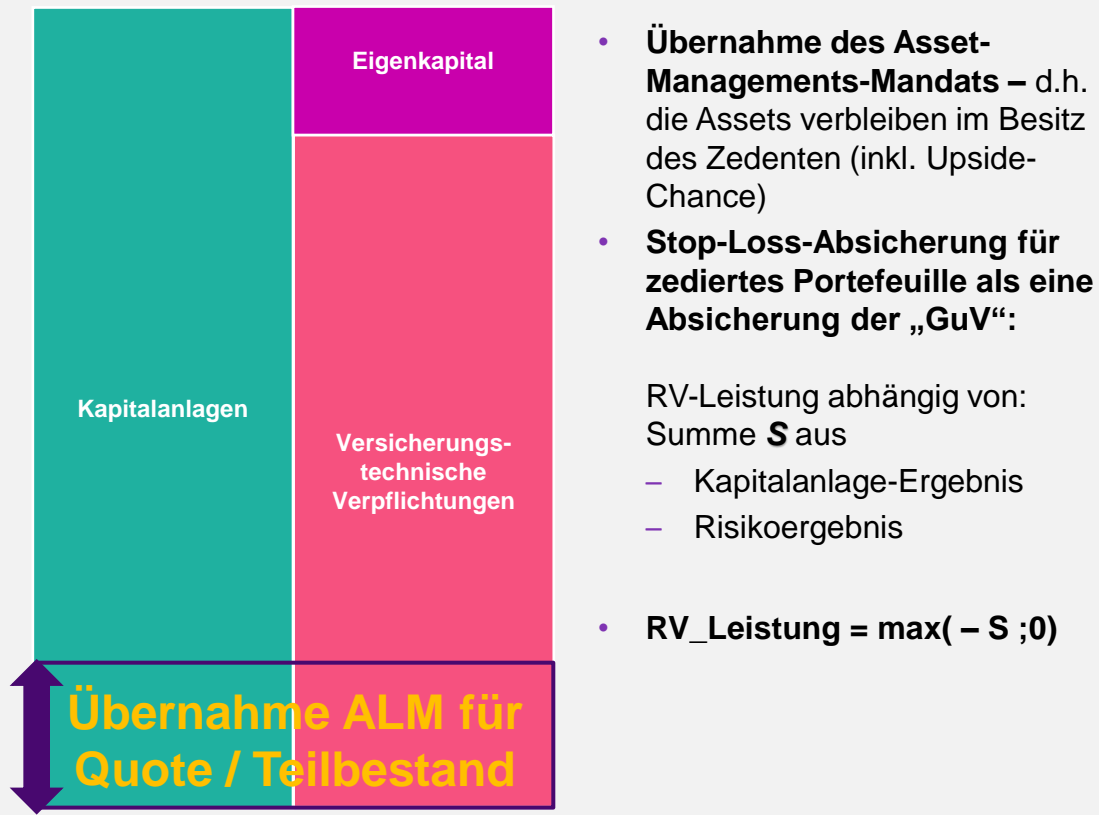 Eigenkapital
Kapitalanlagen
Versicherungs-
technische
Verpflichtungen
Übernahme ALM für
Quote / Teilbestand
• Übernahme des Asset-
Managements-Mandats – d.h.
die Assets verbleiben im Besitz
des Zedenten (inkl. Upside-
Chance)
• Stop-Loss-Absicherung für
zediertes Portefeuille als eine
Absicherung der „GuV“:
RV-Leistung abhängig von:
Summe S aus
– Kapitalanlage-Ergebnis
– Risikoergebnis
• RV_Leistung = max( – S ;0)